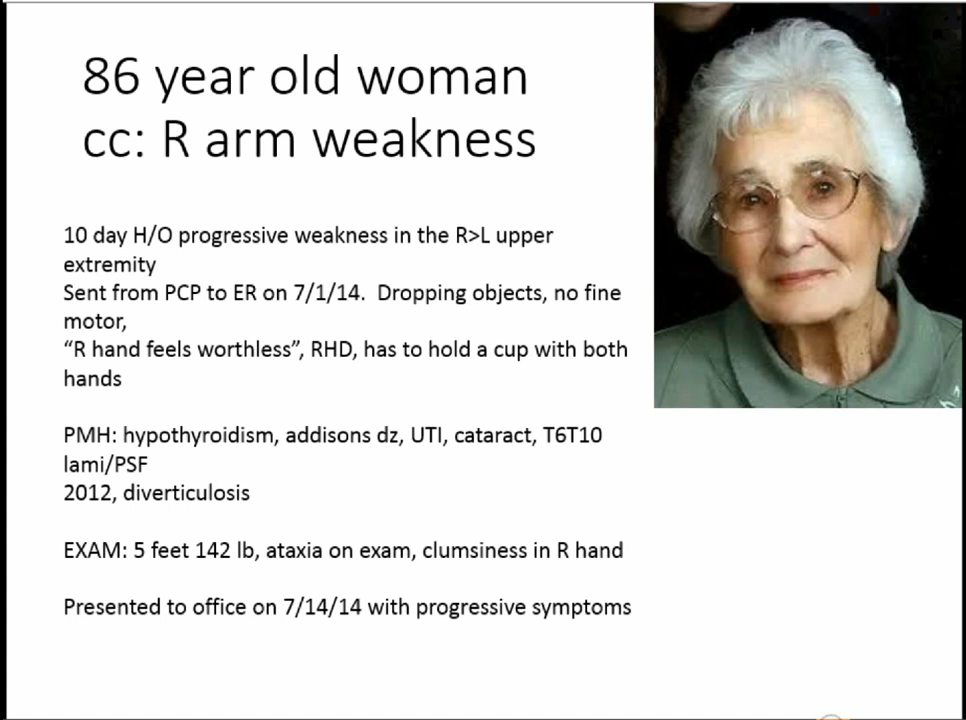 86 year old woman
cc: R arm weakness
10 day H/O progressive weakness in the R>L upper
extremity
Sent from PCP to ER on 7/1/14.  Dropping objects, no fine
motor,
“R hand feels worthless”, RHD, has to hold a cup with both
hands
PMH: hypothyroidism, addisons dz, UTI, cataract, T6T10
lami/PSF
2012, diverticulosis
EXAM: 5 feet 142 lb, ataxia on exam, clumsiness in R hand
Presented to office on 7/14/14 with progressive symptoms